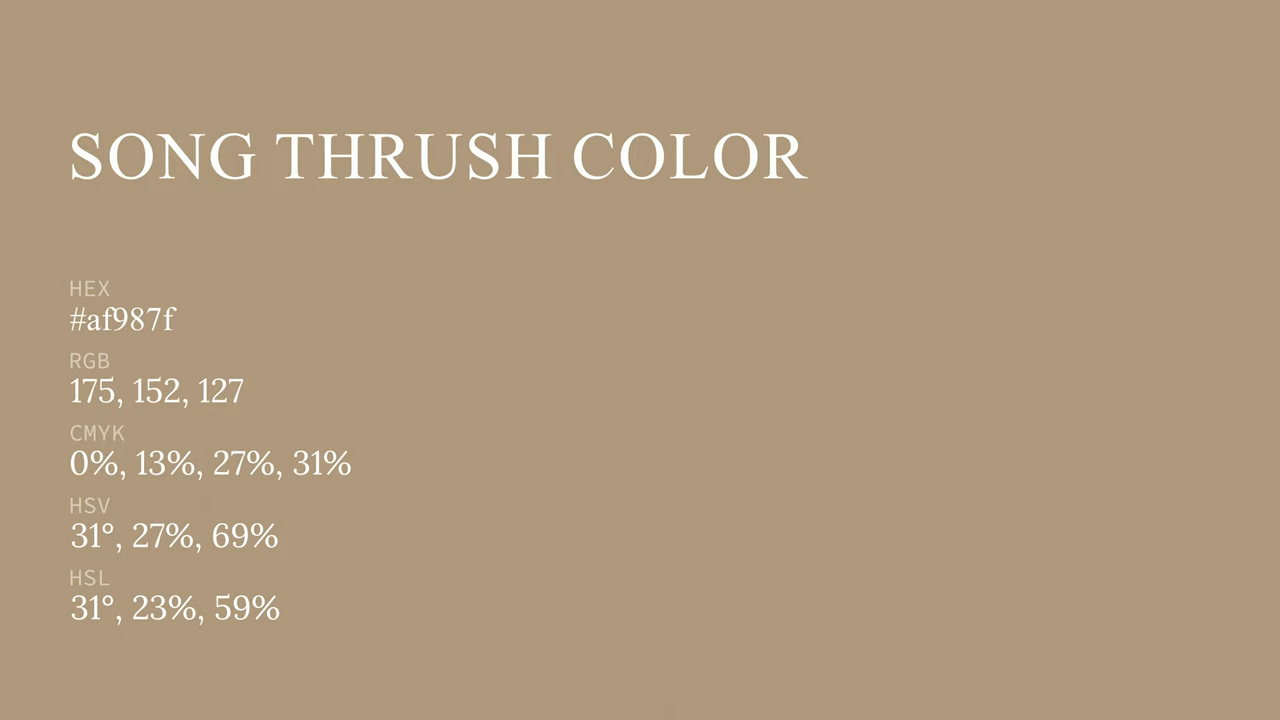 SONG THRUSH COLOR
HEX
#af987f
RGB
175, 152, 127
CMYK
0%, 13%, 27%, 31%
HSV
31°, 27%, 69%
HSL
31°, 23%, 59%